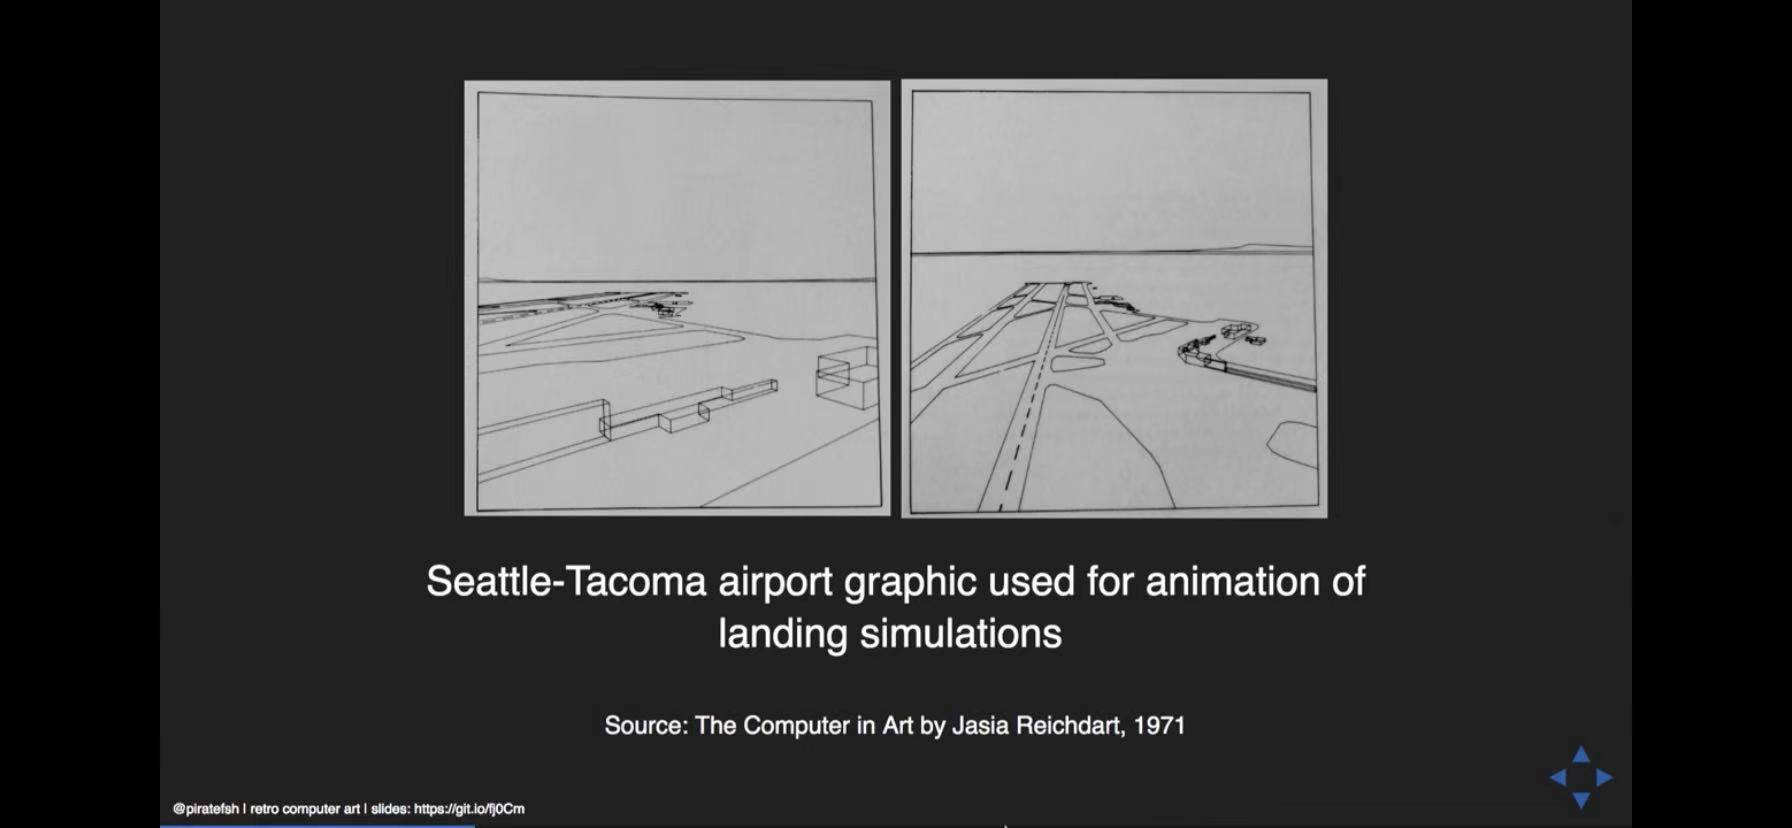 Seattle-Tacoma airport graphic used for animation of
landing simulations
Source: The Computer in Art by Jasia Reichdart, 1971
@piratefsh | retro computer art | slides: https://git.io/fj0Cm